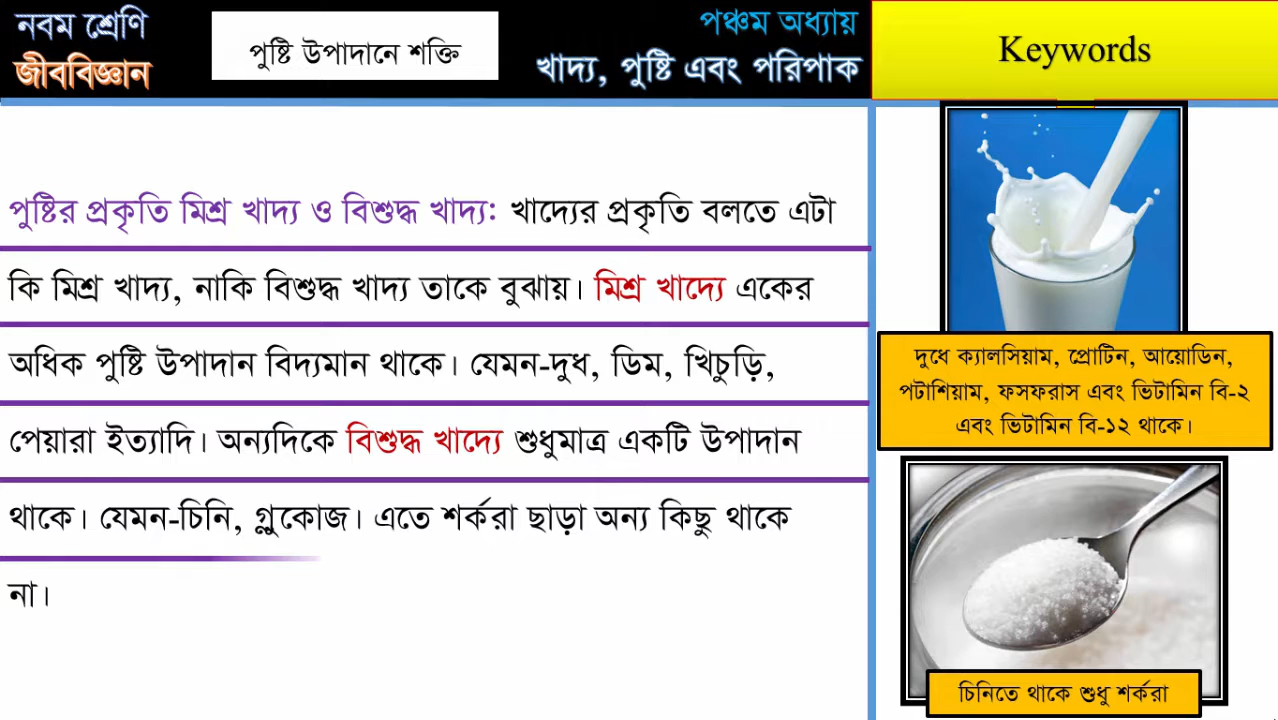 নবম শ্রেণি
জীববিজ্ঞান
পুষ্টি উপাদানে শক্তি
পঞ্চম অধ্যায়
খাদ্য, পুষ্টি এবং পরিপাক
Keywords
পুষ্টির প্রকৃতি মিশ্র খাদ্য ও বিশুদ্ধ খাদ্য: খাদ্যের প্রকৃতি বলতে এটা
কি মিশ্র খাদ্য, নাকি বিশুদ্ধ খাদ্য তাকে বুঝায়। মিশ্র খাদ্যে একের
অধিক পুষ্টি উপাদান বিদ্যমান থাকে। যেমন-দুধ, ডিম, খিচুড়ি,
পেয়ারা ইত্যাদি। অন্যদিকে বিশুদ্ধ খাদ্যে শুধুমাত্র একটি উপাদান
থাকে। যেমন-চিনি, গ্লুকোজ। এতে শর্করা ছাড়া অন্য কিছু থাকে
না।
দুধে ক্যালসিয়াম, প্রোটিন, আয়োডিন,
পটাশিয়াম, ফসফরাস এবং ভিটামিন বি-২
এবং ভিটামিন বি-১২ থাকে।
চিনিতে থাকে শুধু শর্করা